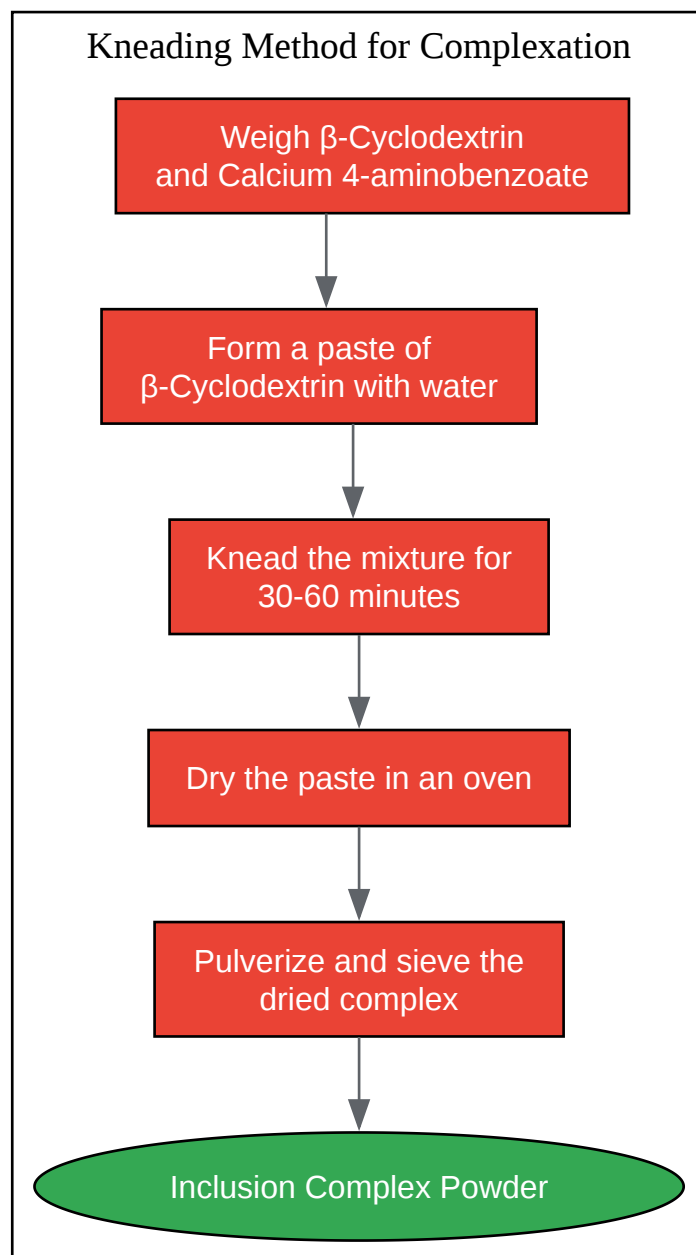 Kneading Method for Complexation
Weigh β-Cyclodextrin
and Calcium 4-aminobenzoate
Form a paste of
β-Cyclodextrin with water
Knead the mixture for
30-60 minutes
Dry the paste in an oven
Pulverize and sieve the
dried complex
Inclusion Complex Powder